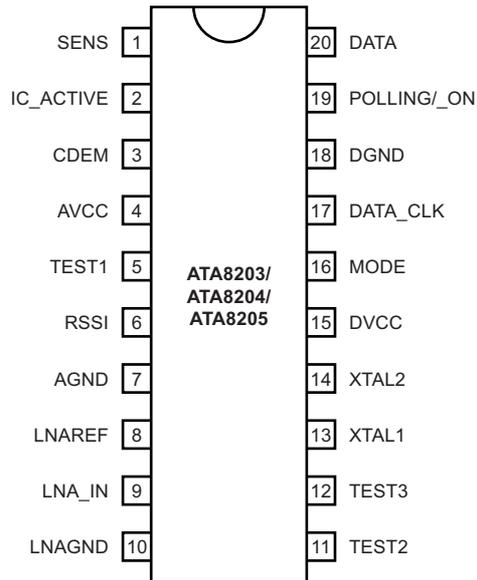 SENS 1 20 DATA
IC_ACTIVE 2 19 POLLING/_ON
CDEM 3 18 DGND
AVCC 4 17 DATA_CLK
TEST1 5 16 MODE
ATA8203/
ATA8204/
ATA8205
RSSI 6 15 DVCC
AGND 7 14 XTAL2
LNAREF 8 13 XTAL1
LNA_IN 9 12 TEST3
LNAGND 10 11 TEST2